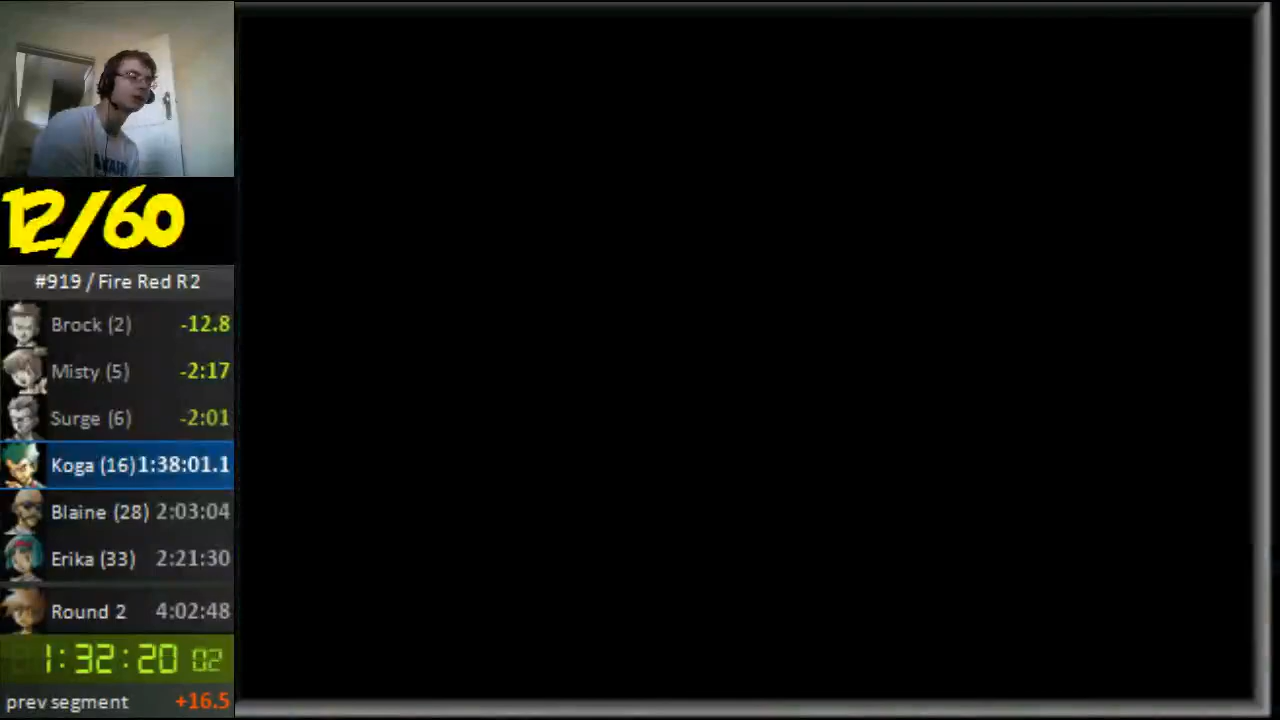 12/60
#919 / Fire Red R2
Brock (2) -12.8
Misty (5) -2:17
Surge (6) -2:01
Koga (16) 1:38:01.1
Blaine (28) 2:03:04
Erika (33) 2:21:30
Round 2 4:02:48
1:32:20 02
prev segment +16.5